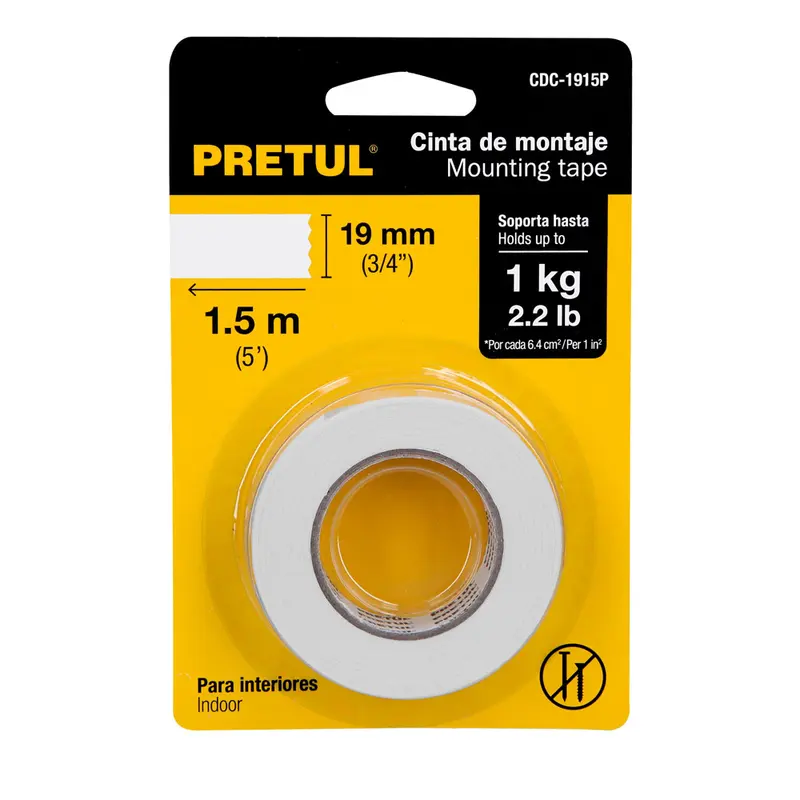 CDC-1915P
PRETUL®
Cinta de montaje
Mounting tape
19 mm
(3/4”)
1.5 m
(5’)
Soporta hasta
Holds up to
1 kg
2.2 lb
*Por cada 6.4 cm²/Per 1 in²
Para interiores
Indoor